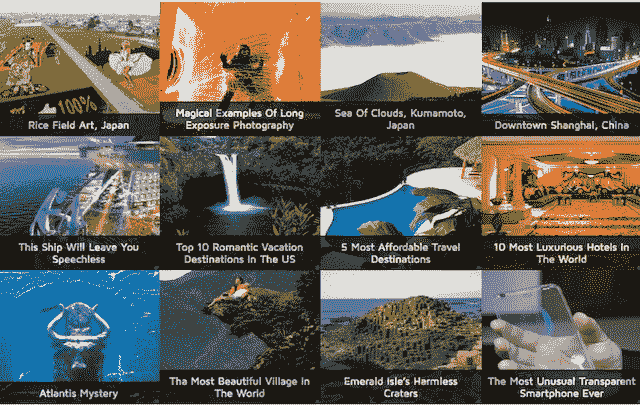 100%
Rice Field Art, Japan
Magical Examples Of Long
Exposure Photography
Sea Of Clouds, Kumamoto,
Japan
Downtown Shanghai, China
This Ship Will Leave You
Speechless
Top 10 Romantic Vacation
Destinations In The US
5 Most Affordable Travel
Destinations
10 Most Luxurious Hotels In
The World
Atlantis Mystery
Tha Most Beautiful Village In
The World
Emerald Isle's Harmless
Craters
The Most Unusual Transparent
Smartphone Ever